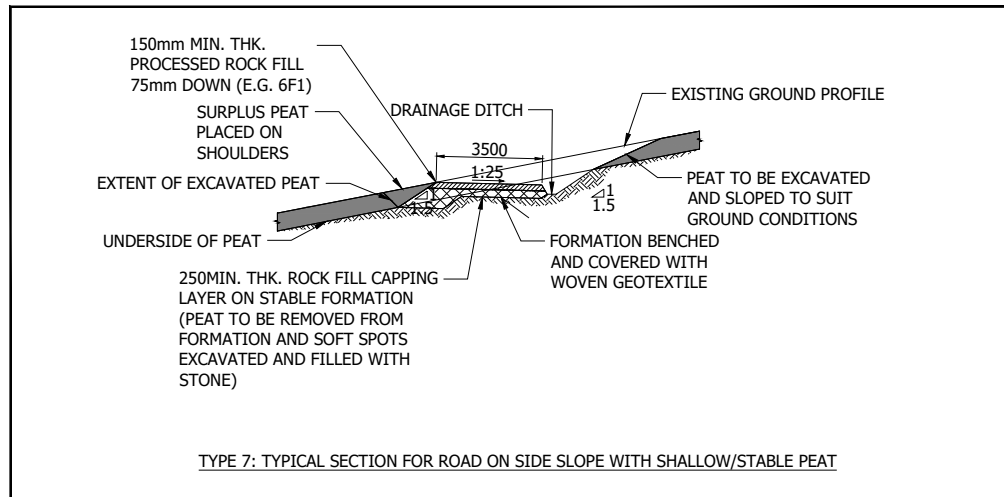 150mm MIN. THK.
PROCESSED ROCK FILL
75mm DOWN (E.G. 6F1)
SURPLUS PEAT
PLACED ON
SHOULDERS
EXTENT OF EXCAVATED PEAT
UNDERSIDE OF PEAT
250MIN. THK. ROCK FILL CAPPING
LAYER ON STABLE FORMATION
(PEAT TO BE REMOVED FROM
FORMATION AND SOFT SPOTS
EXCAVATED AND FILLED WITH
STONE)
DRAINAGE DITCH
3500
1:25
1
1.5
1
1.5
EXISTING GROUND PROFILE
PEAT TO BE EXCAVATED
AND SLOPED TO SUIT
GROUND CONDITIONS
FORMATION BENCHED
AND COVERED WITH
WOVEN GEOTEXTILE
TYPE 7: TYPICAL SECTION FOR ROAD ON SIDE SLOPE WITH SHALLOW/STABLE PEAT